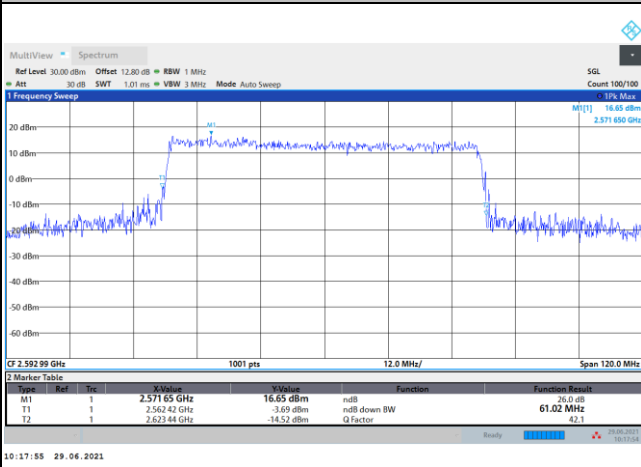 MultiView Spectrum
Ref Level 30.00 dBm Offset 12.80 dB RBW 1 MHz SGL
Att 30 dB SWT 1.01 ms VBW 3 MHz Mode Auto Sweep Count 100/100
1 Frequency Sweep 1Pk Max
M1[1] 16.65 dBm
2.571 650 GHz
M1
20 dBm
10 dBm
0 dBm
T1
-10 dBm
-20 dBm
-30 dBm
-40 dBm
-50 dBm
-60 dBm
CF 2.592 99 GHz 1001 pts 12.0 MHz/ Span 120.0 MHz
2 Marker Table
Type Ref Trc X-Value Y-Value Function Function Result
M1 1 2.571 65 GHz 16.65 dBm ndB 26.0 dB
T1 1 2.562 42 GHz -3.69 dBm ndB down BW 61.02 MHz
T2 1 2.623 44 GHz -14.52 dBm Q Factor 42.1
Ready 29.06.2021
10:17:54
10:17:55 29.06.2021